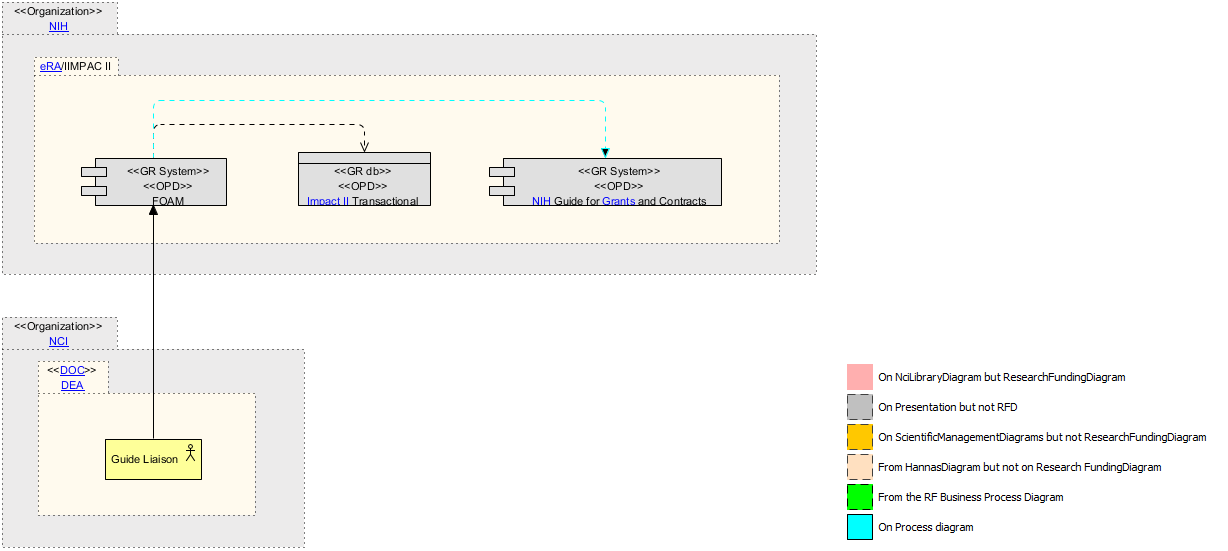 <<Organization>>
NIH
eRA/IIMPAC II
<<GR System>>
<<OPD>>
FOAM
<<GR db>>
<<OPD>>
Impact II Transactional
<<GR System>>
<<OPD>>
NIH Guide for Grants and Contracts
<<Organization>>
NCI
<<DOC>>
DEA
Guide Liaison
On NciLibraryDiagram but ResearchFundingDiagram
On Presentation but not RFD
On ScientificManagementDiagrams but not ResearchFundingDiagram
From HannasDiagram but not on Research FundingDiagram
From the RF Business Process Diagram
On Process diagram